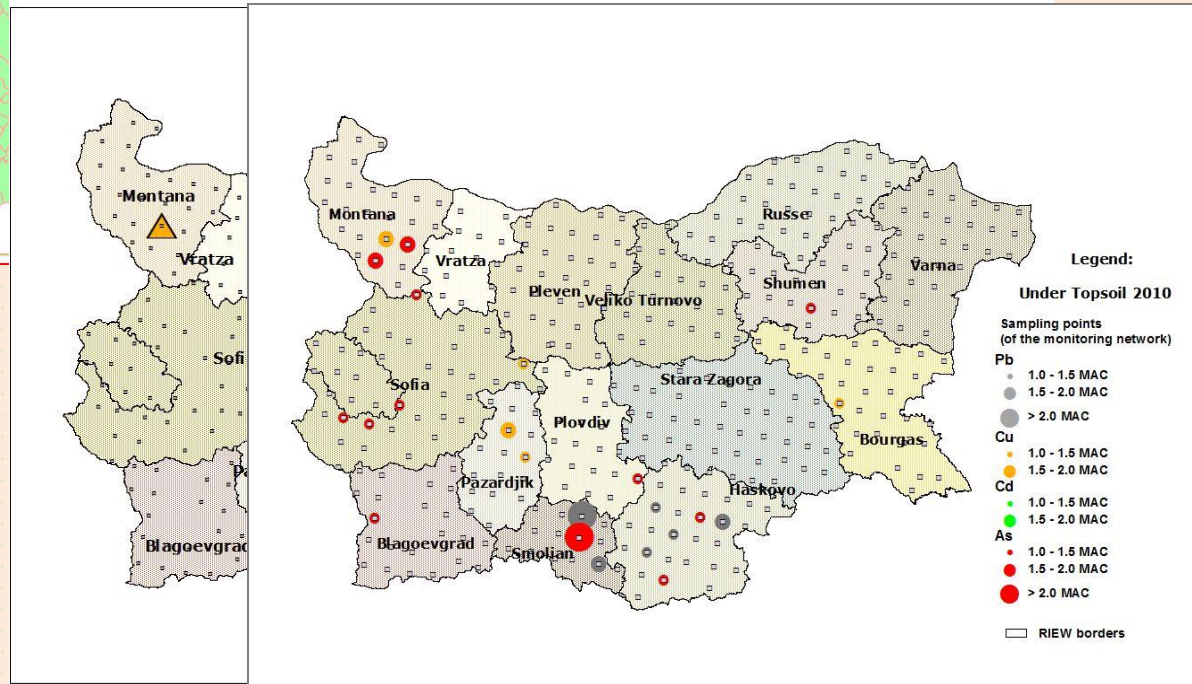 Montana
Vratza
Sofi
Blagoevgrad
Montana
Vratza
Pleven
Veliko Turnovo
Russe
Shumen
Varna
Sofia
Stara Zagora
Plovdiv
Bourgas
Pazardjik
Haskovo
Blagoevgrad
Smolian
Legend:
Under Topsoil 2010
Sampling points
(of the monitoring network)
Pb
1.0 - 1.5 MAC
1.5 - 2.0 MAC
> 2.0 MAC
Cu
1.0 - 1.5 MAC
1.5 - 2.0 MAC
Cd
1.0 - 1.5 MAC
1.5 - 2.0 MAC
As
1.0 - 1.5 MAC
1.5 - 2.0 MAC
> 2.0 MAC
RIEW borders